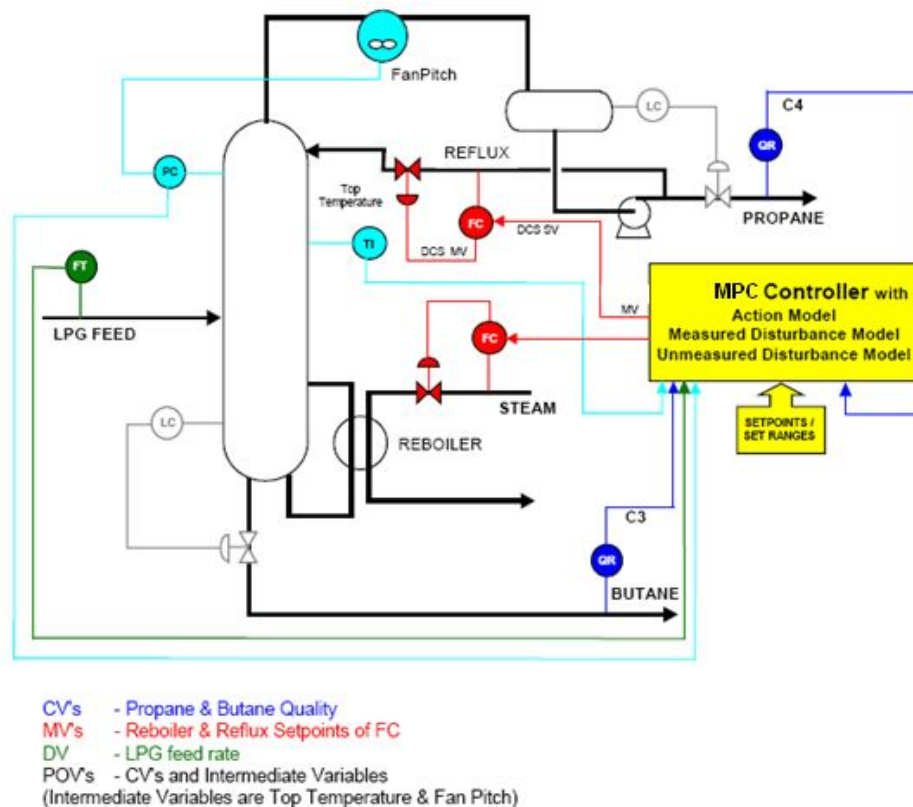 FanPitch
C4
LC
QR
REFLUX
PC
Top
Temperature
PROPANE
FC
DCS SV
DCS MV
TI
FT
MPC Controller with
Action Model
Measured Disturbance Model
Unmeasured Disturbance Model
MV
LPG FEED
FC
STEAM
SETPOINTS /
SET RANGES
LC
REBOILER
C3
QR
BUTANE
CV's - Propane & Butane Quality
MV's - Reboiler & Reflux Setpoints of FC
DV - LPG feed rate
POV's - CV's and Intermediate Variables
(Intermediate Variables are Top Temperature & Fan Pitch)